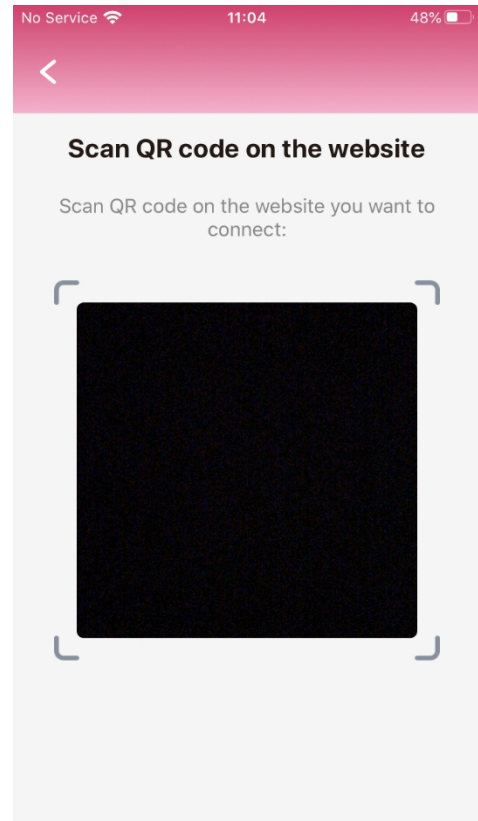 No Service 11:04 48%
Scan QR code on the website
Scan QR code on the website you want to
connect: